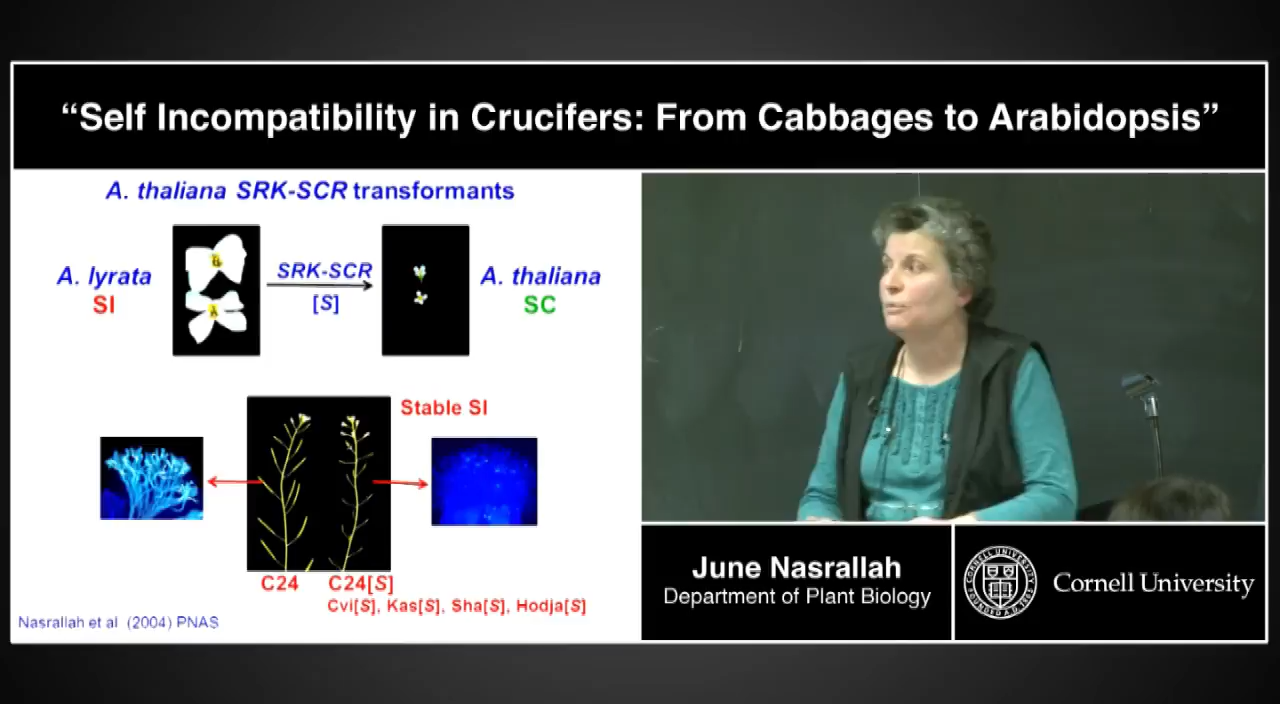 “Self Incompatibility in Crucifers: From Cabbages to Arabidopsis”
A. thaliana SRK-SCR transformants
A. lyrata
SI
SRK-SCR
[S]
A. thaliana
SC
Stable SI
C24
C24[S]
Cvi[S], Kas[S], Sha[S], Hodja[S]
Nasrallah et al (2004) PNAS
June Nasrallah
Department of Plant Biology
Cornell University